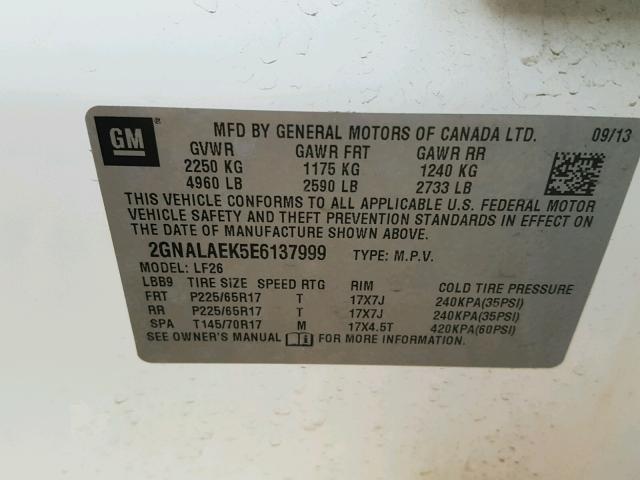 GM ® MFD BY GENERAL MOTORS OF CANADA LTD. 09/13
GVWR GAWR FRT GAWR RR
2250 KG 1175 KG 1240 KG
4960 LB 2590 LB 2733 LB
THIS VEHICLE CONFORMS TO ALL APPLICABLE U.S. FEDERAL MOTOR
VEHICLE SAFETY AND THEFT PREVENTION STANDARDS IN EFFECT ON
THE DATE OF MANUFACTURE SHOWN ABOVE.
2GNALAEK5E6137999 TYPE: M.P.V.
MODEL: LF26
LBB9 TIRE SIZE SPEED RTG RIM COLD TIRE PRESSURE
FRT P225/65R17 T 17X7J 240KPA(35PSI)
RR P225/65R17 T 17X7J 240KPA(35PSI)
SPA T145/70R17 M 17X4.5T 420KPA(60PSI)
SEE OWNER'S MANUAL FOR MORE INFORMATION.